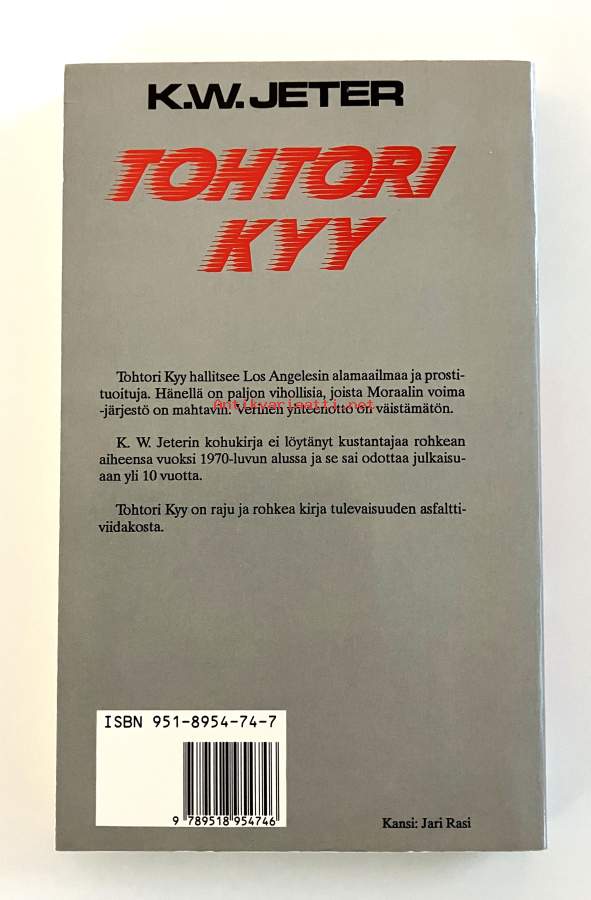 K.W. JETER
TOHTORI
KYY
Tohtori Kyy hallitsee Los Angelesin alamaailmaa ja prosti-
tuoituja. Hänellä on paljon vihollisia, joista Moraalin voima
-järjestö on mahtavin. Verinen yhteenotto on väistämätön.
Antikvariaatti.net
K. W. Jeterin kohukirja ei löytänyt kustantajaa rohkean
aiheensa vuoksi 1970-luvun alussa ja se sai odottaa julkaisu-
aan yli 10 vuotta.
Tohtori Kyy on raju ja rohkea kirja tulevaisuuden asfaltti-
viidakosta.
ISBN 951-8954-74-7
9 789518 954746
Kansi: Jari Rasi